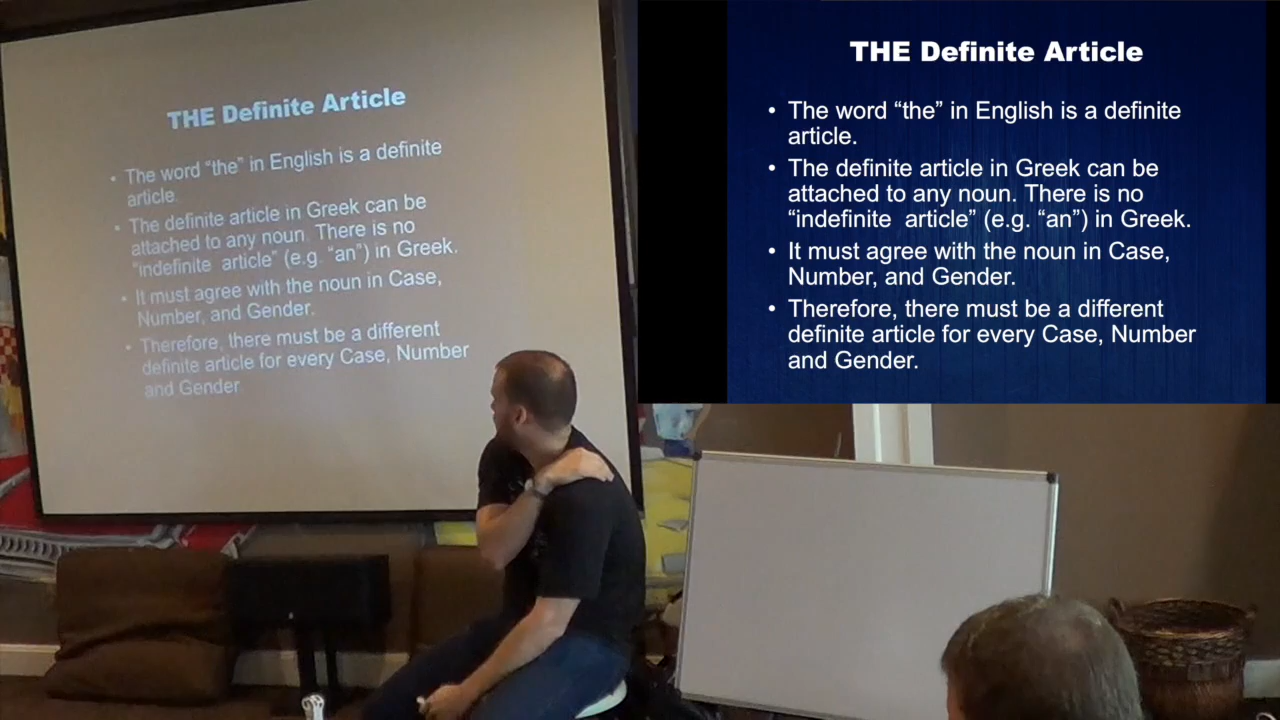 THE Definite Article
• The word “the” in English is a definite
article.
• The definite article in Greek can be
attached to any noun. There is no
“indefinite  article” (e.g. “an”) in Greek.
• It must agree with the noun in Case,
Number, and Gender.
• Therefore, there must be a different
definite article for every Case, Number
and Gender.
THE Definite Article
• The word “the” in English is a definite
article.
• The definite article in Greek can be
attached to any noun. There is no
“indefinite  article” (e.g. “an”) in Greek.
• It must agree with the noun in Case,
Number, and Gender.
• Therefore, there must be a different
definite article for every Case, Number
and Gender.